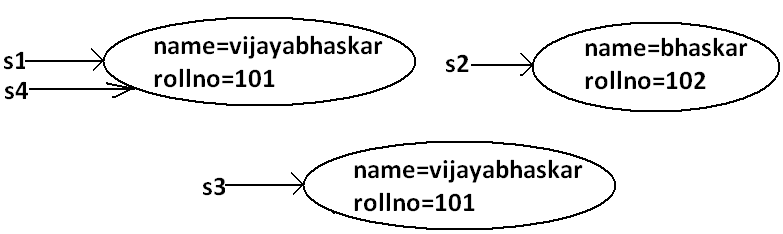 s1
s4
name=vijayabhaskar
rollno=101
s2
name=bhaskar
rollno=102
s3
name=vijayabhaskar
rollno=101